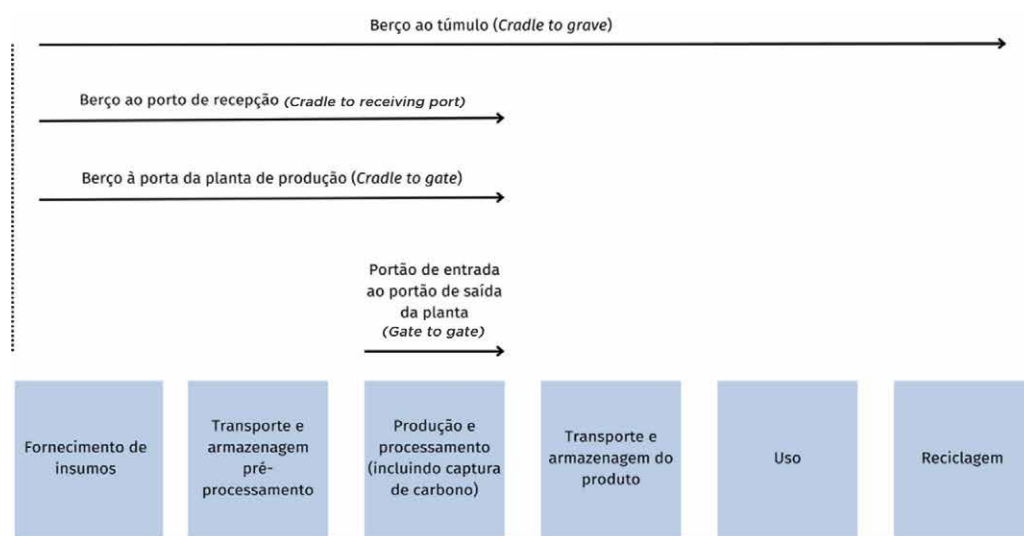 Berço ao túmulo (Cradle to grave)
Berço ao porto de recepção (Cradle to receiving port)
Berço à porta da planta de produção (Cradle to gate)
Portão de entrada
ao portão de saída
da planta
(Gate to gate)
Fornecimento de
insumos
Transporte e
armazenagem
pré-
processamento
Produção e
processamento
(incluindo captura
de carbono)
Transporte e
armazenagem do
produto
Uso
Reciclagem